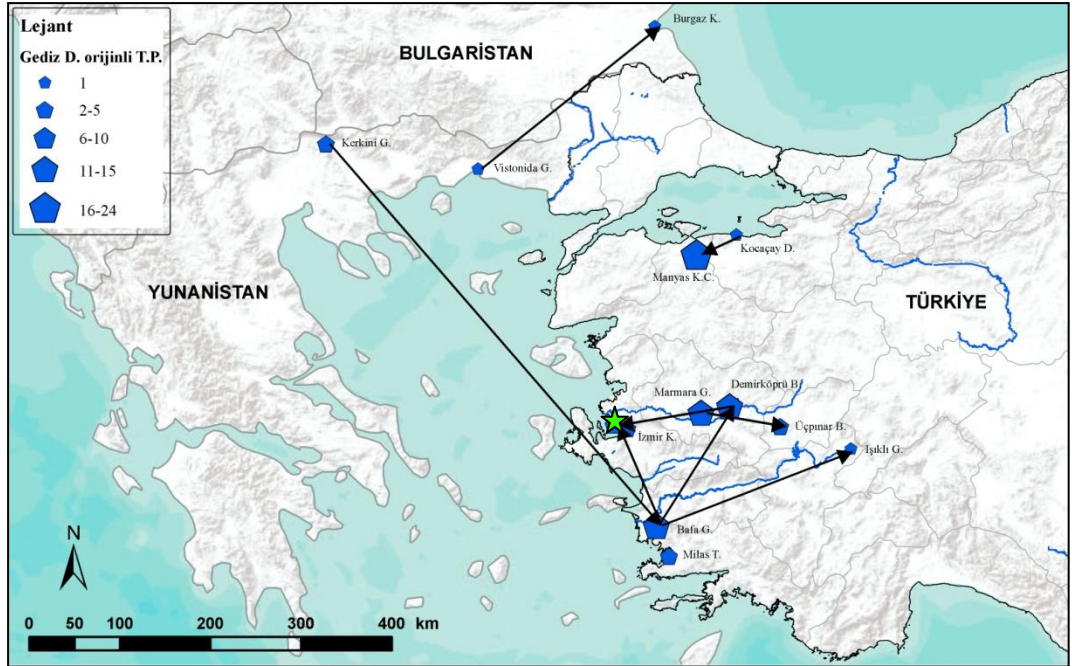 Lejant
Gediz D. orijinli T.P.
1
2-5
6-10
11-15
16-24
BULGARİSTAN
Burgaz K.
Kerkini G.
Vistonida G.
Kocaçay D.
Manyas K.C.
YUNANİSTAN
TÜRKİYE
Marmara G.
Demirköprü B.
Üçpınar B.
İzmir K.
Işıklı G.
Bafa G.
Milas T.
N
0 50 100 200 300 400 km